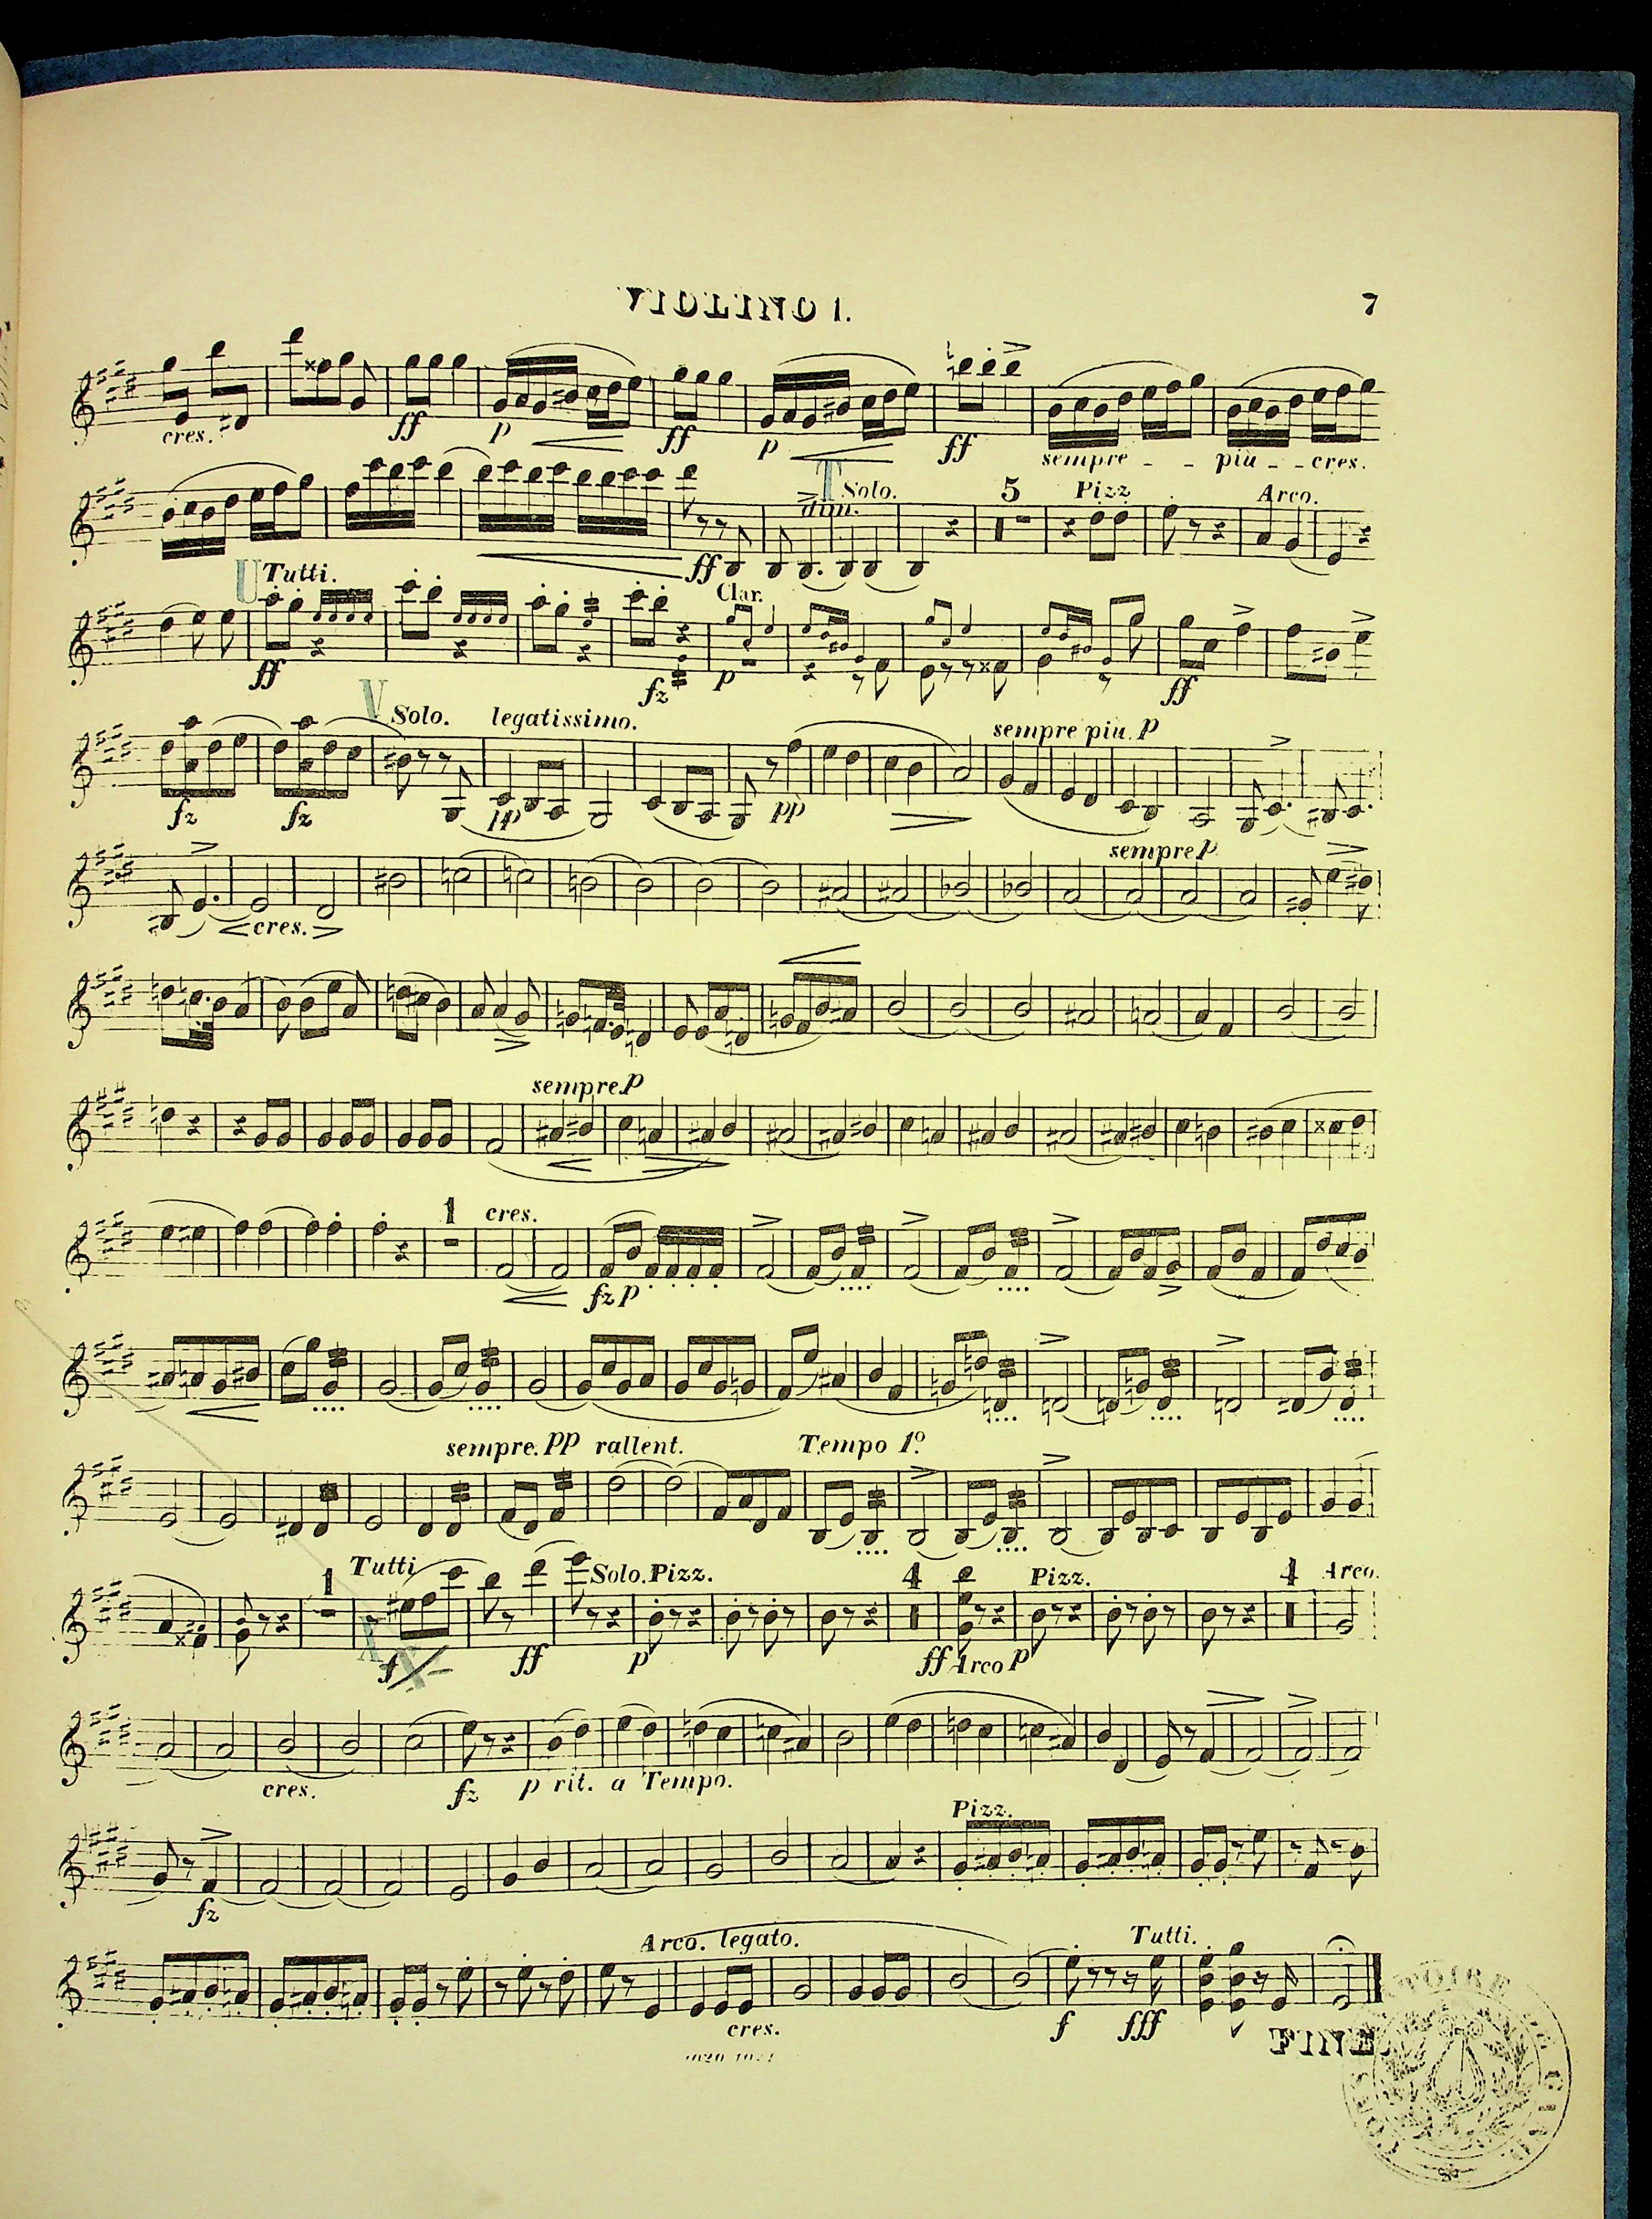 VIOLINO I.
7
cres. ff p ff p ff sempre - - piu - - cres.
T Solo. 5 Pizz Arco.
dim.
ff
U Tutti. Clar.
ff fz p ff
V Solo. legatissimo. sempre piu p
fz fz pp pp
sempre p
cres.
sempre p
1 cres.
fz p
sempre. pp rallent. Tempo 1º
1 Tutti Solo. Pizz. 4 Pizz. 4 Arco.
X f ff p ff Arco p
cres. fz p rit. a Tempo.
Pizz.
fz
Arco. legato. Tutti.
cres. f fff
FINE.